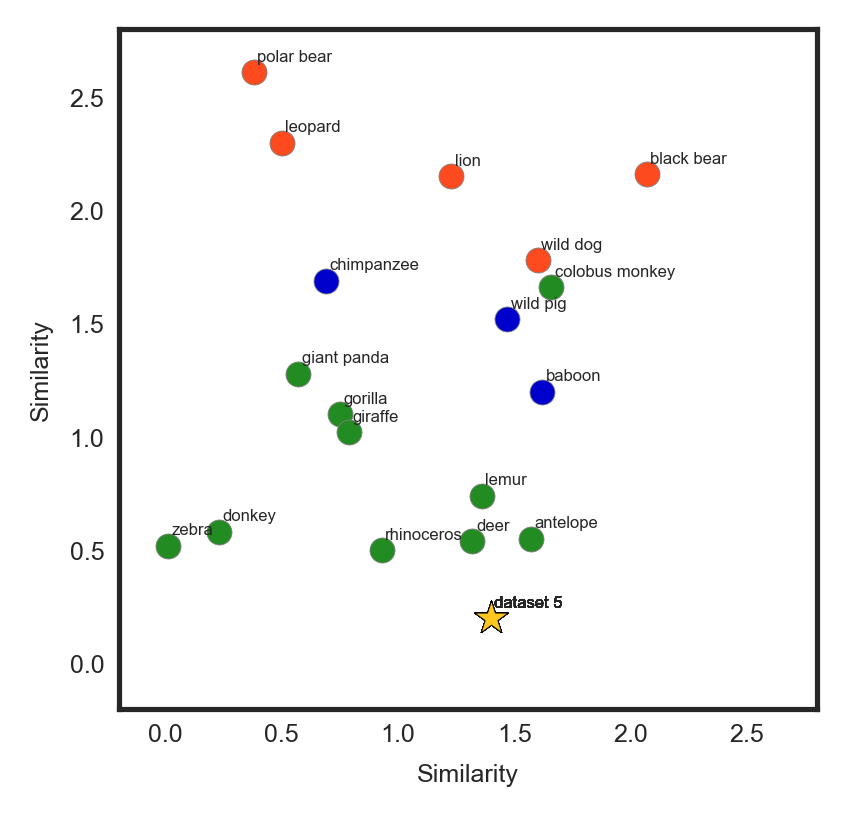 polar bear
2.5
leopard
lion
black bear
2.0
wild dog
chimpanzee
colobus monkey
wild pig
1.5
Similarity
giant panda
baboon
gorilla
giraffe
1.0
lemur
donkey
zebra
rhinoceros
deer
antelope
0.5
dataset 5
0.0
0.0 0.5 1.0 1.5 2.0 2.5
Similarity